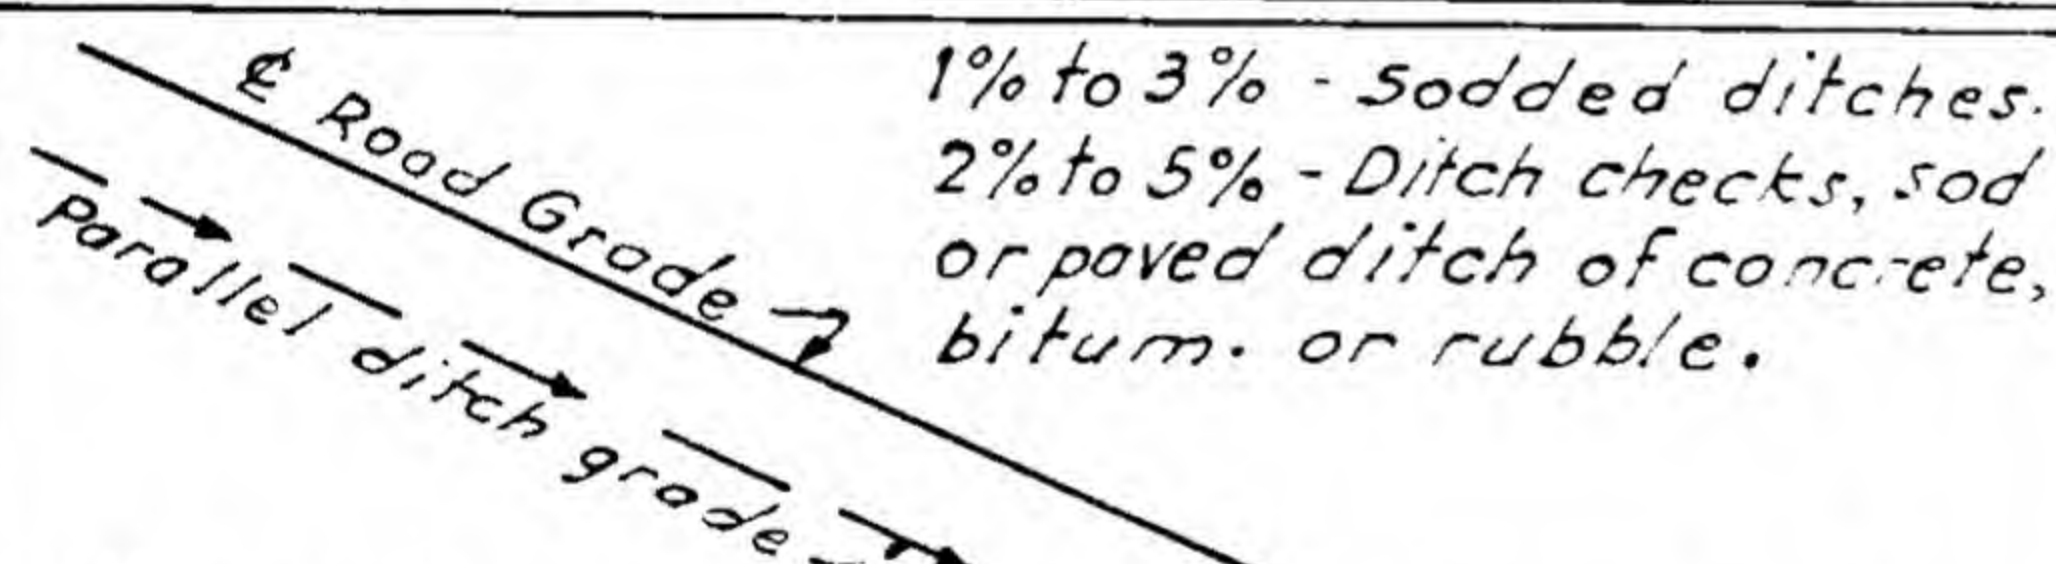 ℄ Road Grade
Parallel ditch grade
1% to 3% - Sodded ditches.
2% to 5% - Ditch checks, sod
or paved ditch of concrete,
bitum. or rubble.